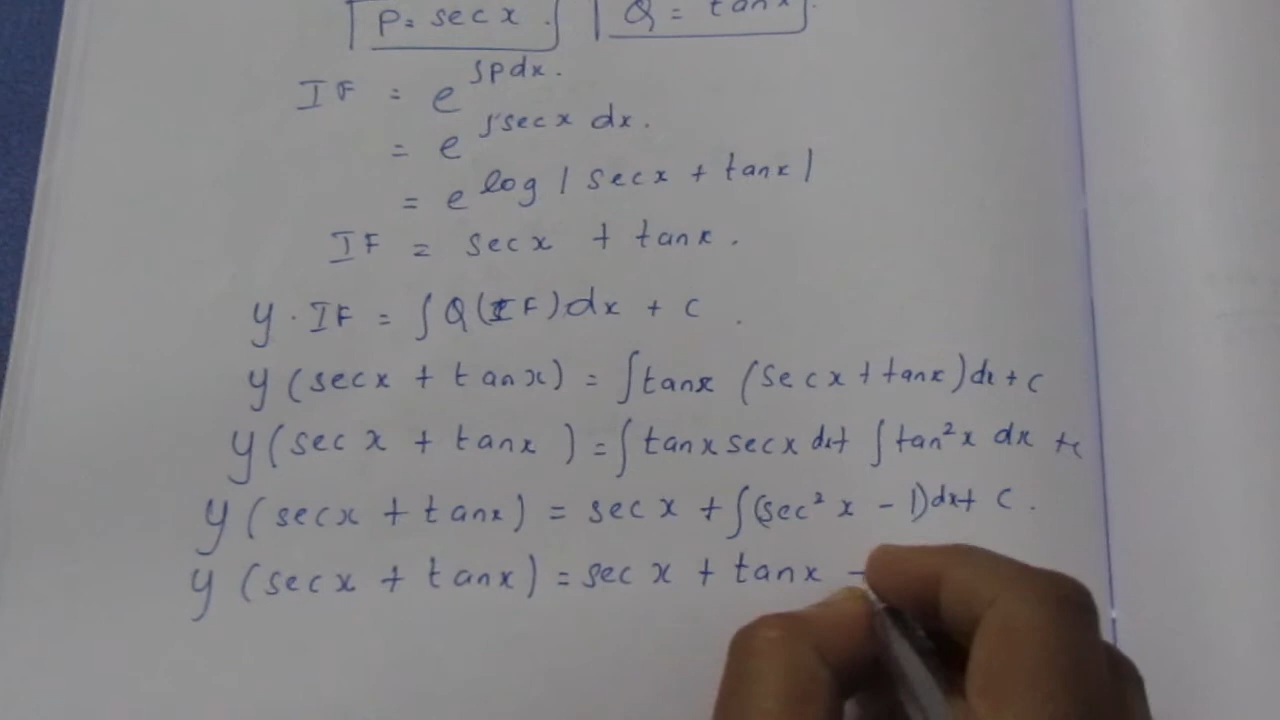 P = sec x . Q = tan x .
IF = e^∫P dx .
= e^∫sec x dx .
= e^log | sec x + tan x |
IF = sec x + tan x .
y · IF = ∫ Q (IF) dx + C .
y (sec x + tan x) = ∫ tan x (sec x + tan x) dx + C
y (sec x + tan x) = ∫ tan x sec x dx + ∫ tan² x dx + c
y (sec x + tan x) = sec x + ∫ (sec² x - 1) dx + C .
y (sec x + tan x) = sec x + tan x -